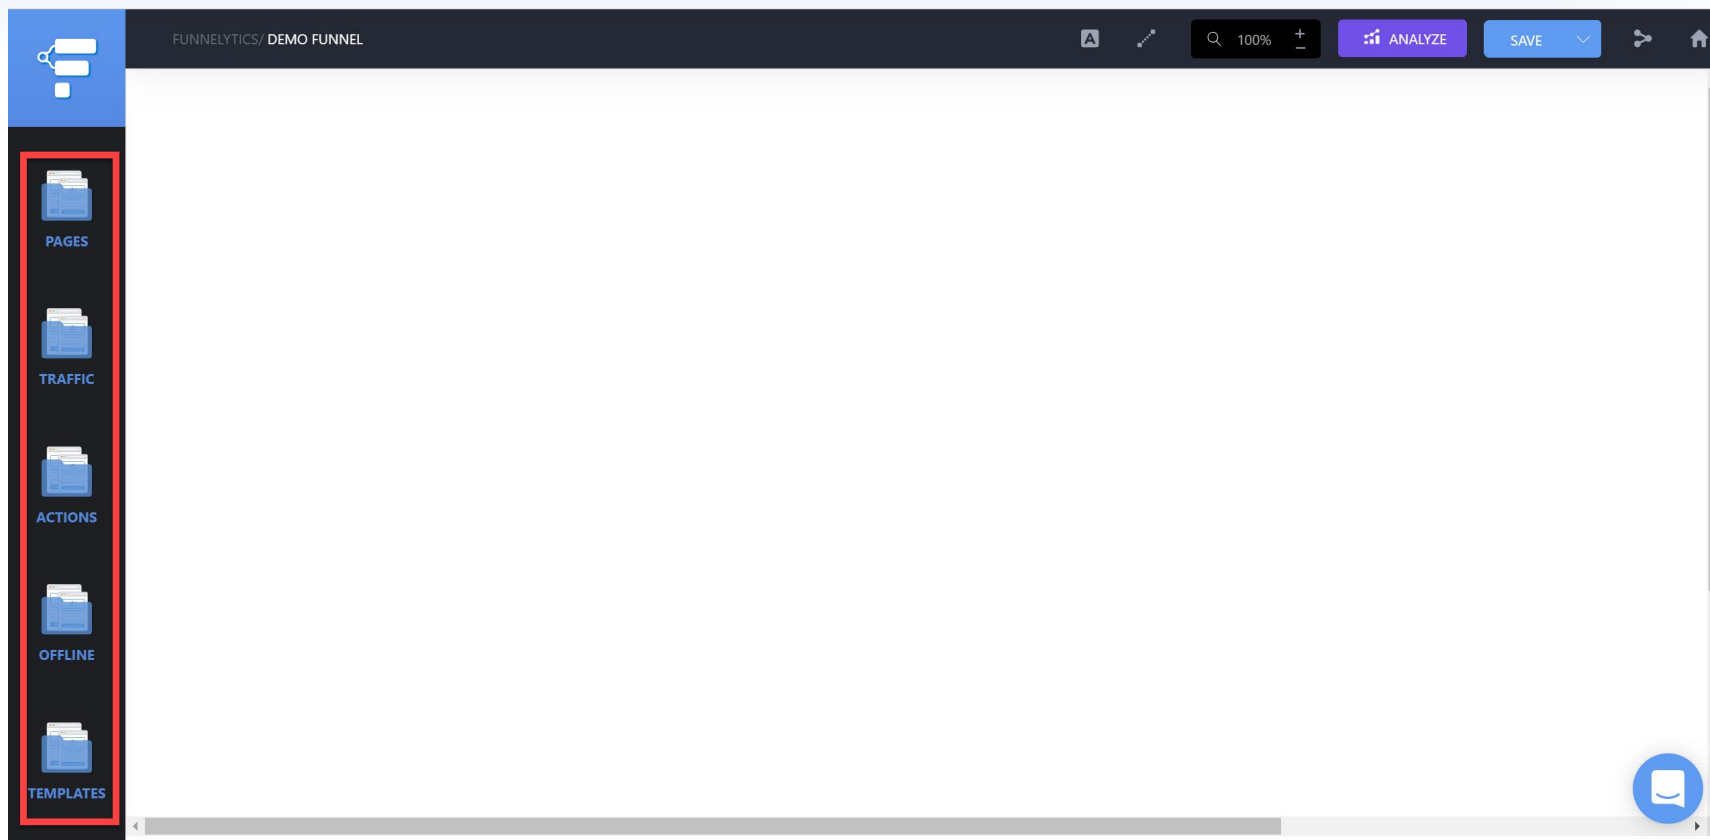 FUNNELYTICS/ DEMO FUNNEL
A
100%
+
−
ANALYZE
SAVE
PAGES
TRAFFIC
ACTIONS
OFFLINE
TEMPLATES